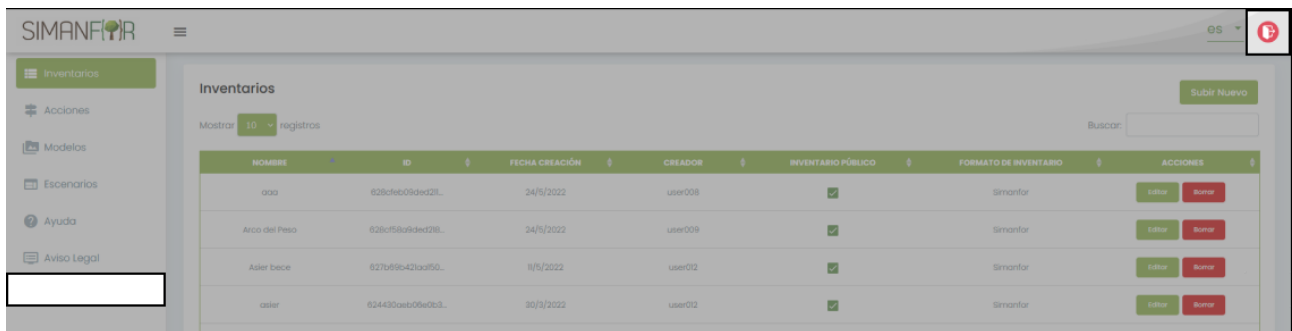 SIMANFOR
es
Inventarios
Acciones
Modelos
Escenarios
Ayuda
Aviso Legal
Inventarios
Subir Nuevo
Mostrar 10 registros
Buscar:
NOMBRE ID FECHA CREACIÓN CREADOR INVENTARIO PÚBLICO FORMATO DE INVENTARIO ACCIONES
aaa 628cfeb09ded28... 24/5/2022 user008 Simanfor Editar Borrar
Arco del Peso 628cf58a9ded218... 24/5/2022 user009 Simanfor Editar Borrar
Asier bece 11/5/2022 user012 Simanfor Editar Borrar
asier 624430aeb06e0b3... 30/3/2022 user012 Simanfor Editar Borrar